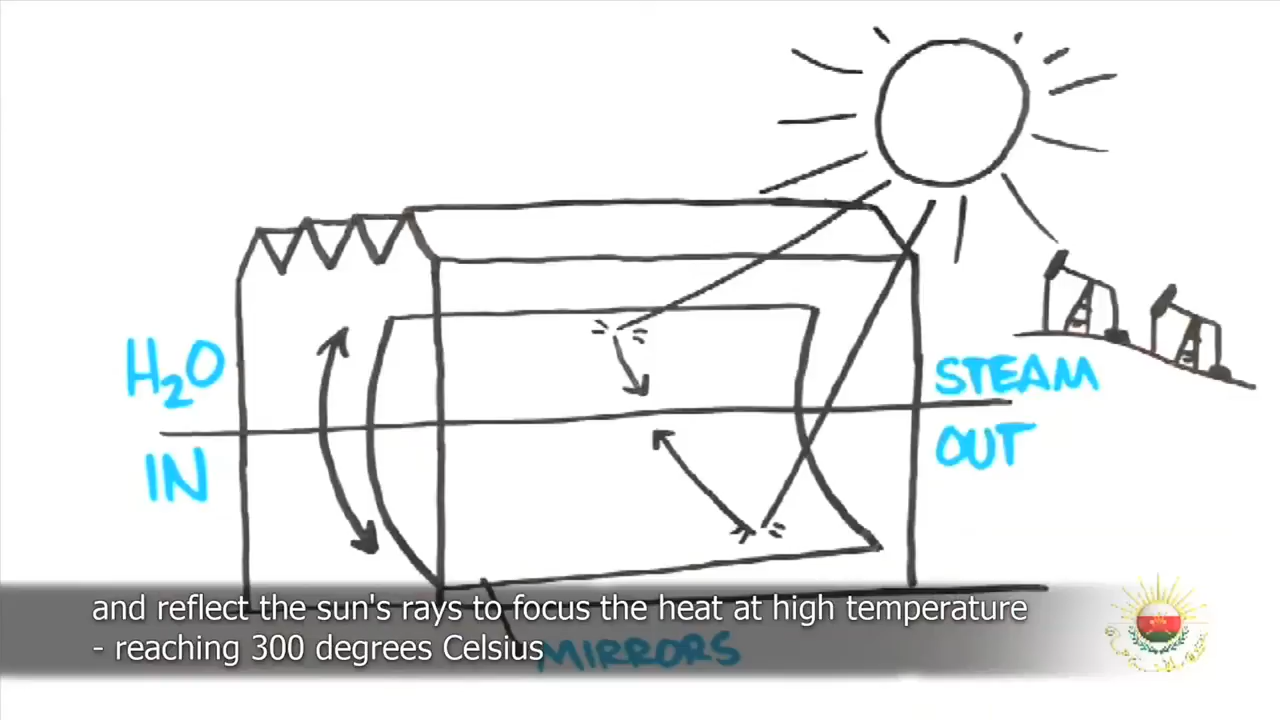 H₂O
IN
STEAM
OUT
and reflect the sun's rays to focus the heat at high temperature
- reaching 300 degrees Celsius
MIRRORS